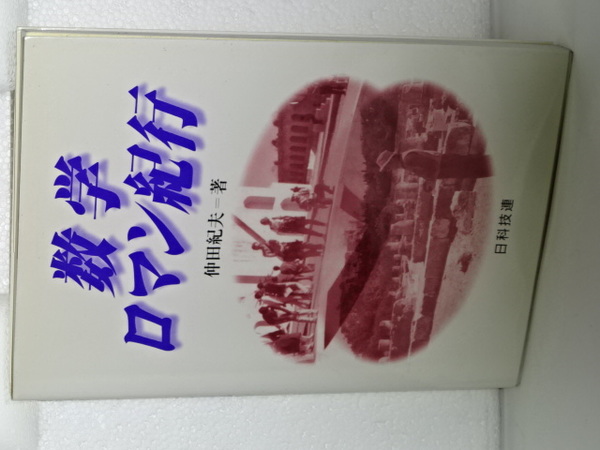 数学
ロマン紀行
仲田紀夫=著
日科技連